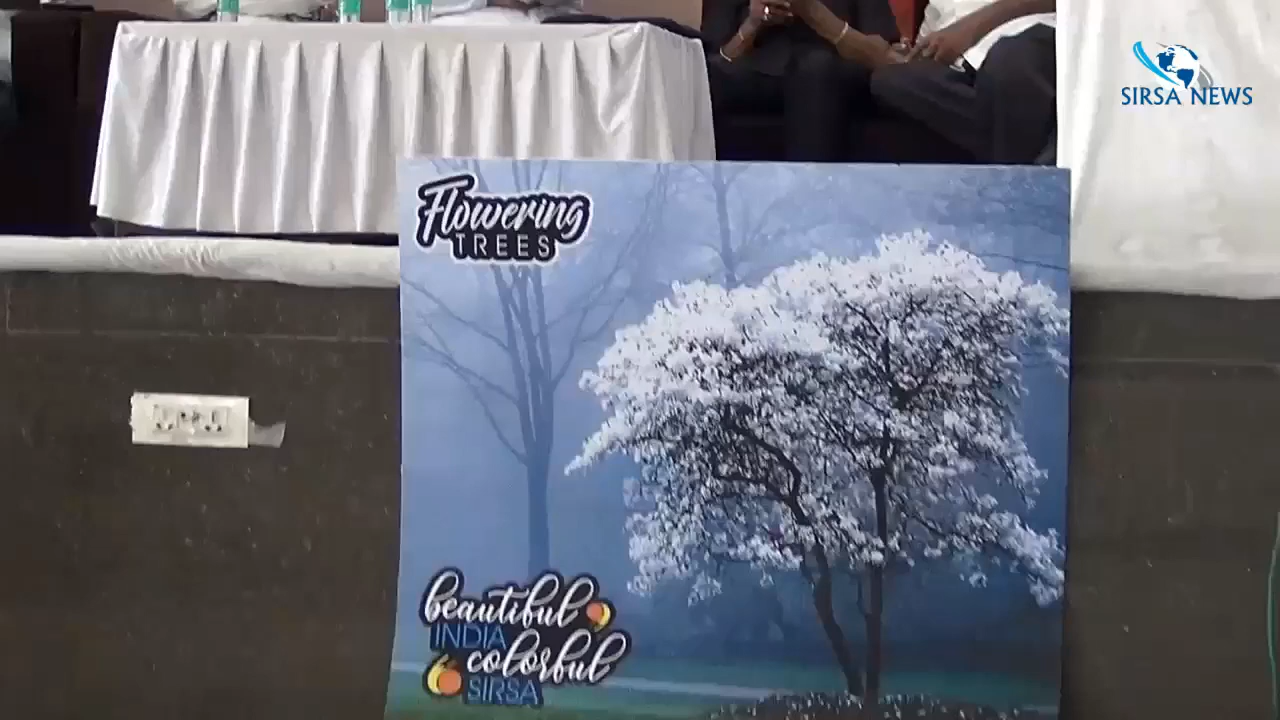 SIRSA NEWS
Flowering
TREES
beautiful
INDIA
colorful
SIRSA